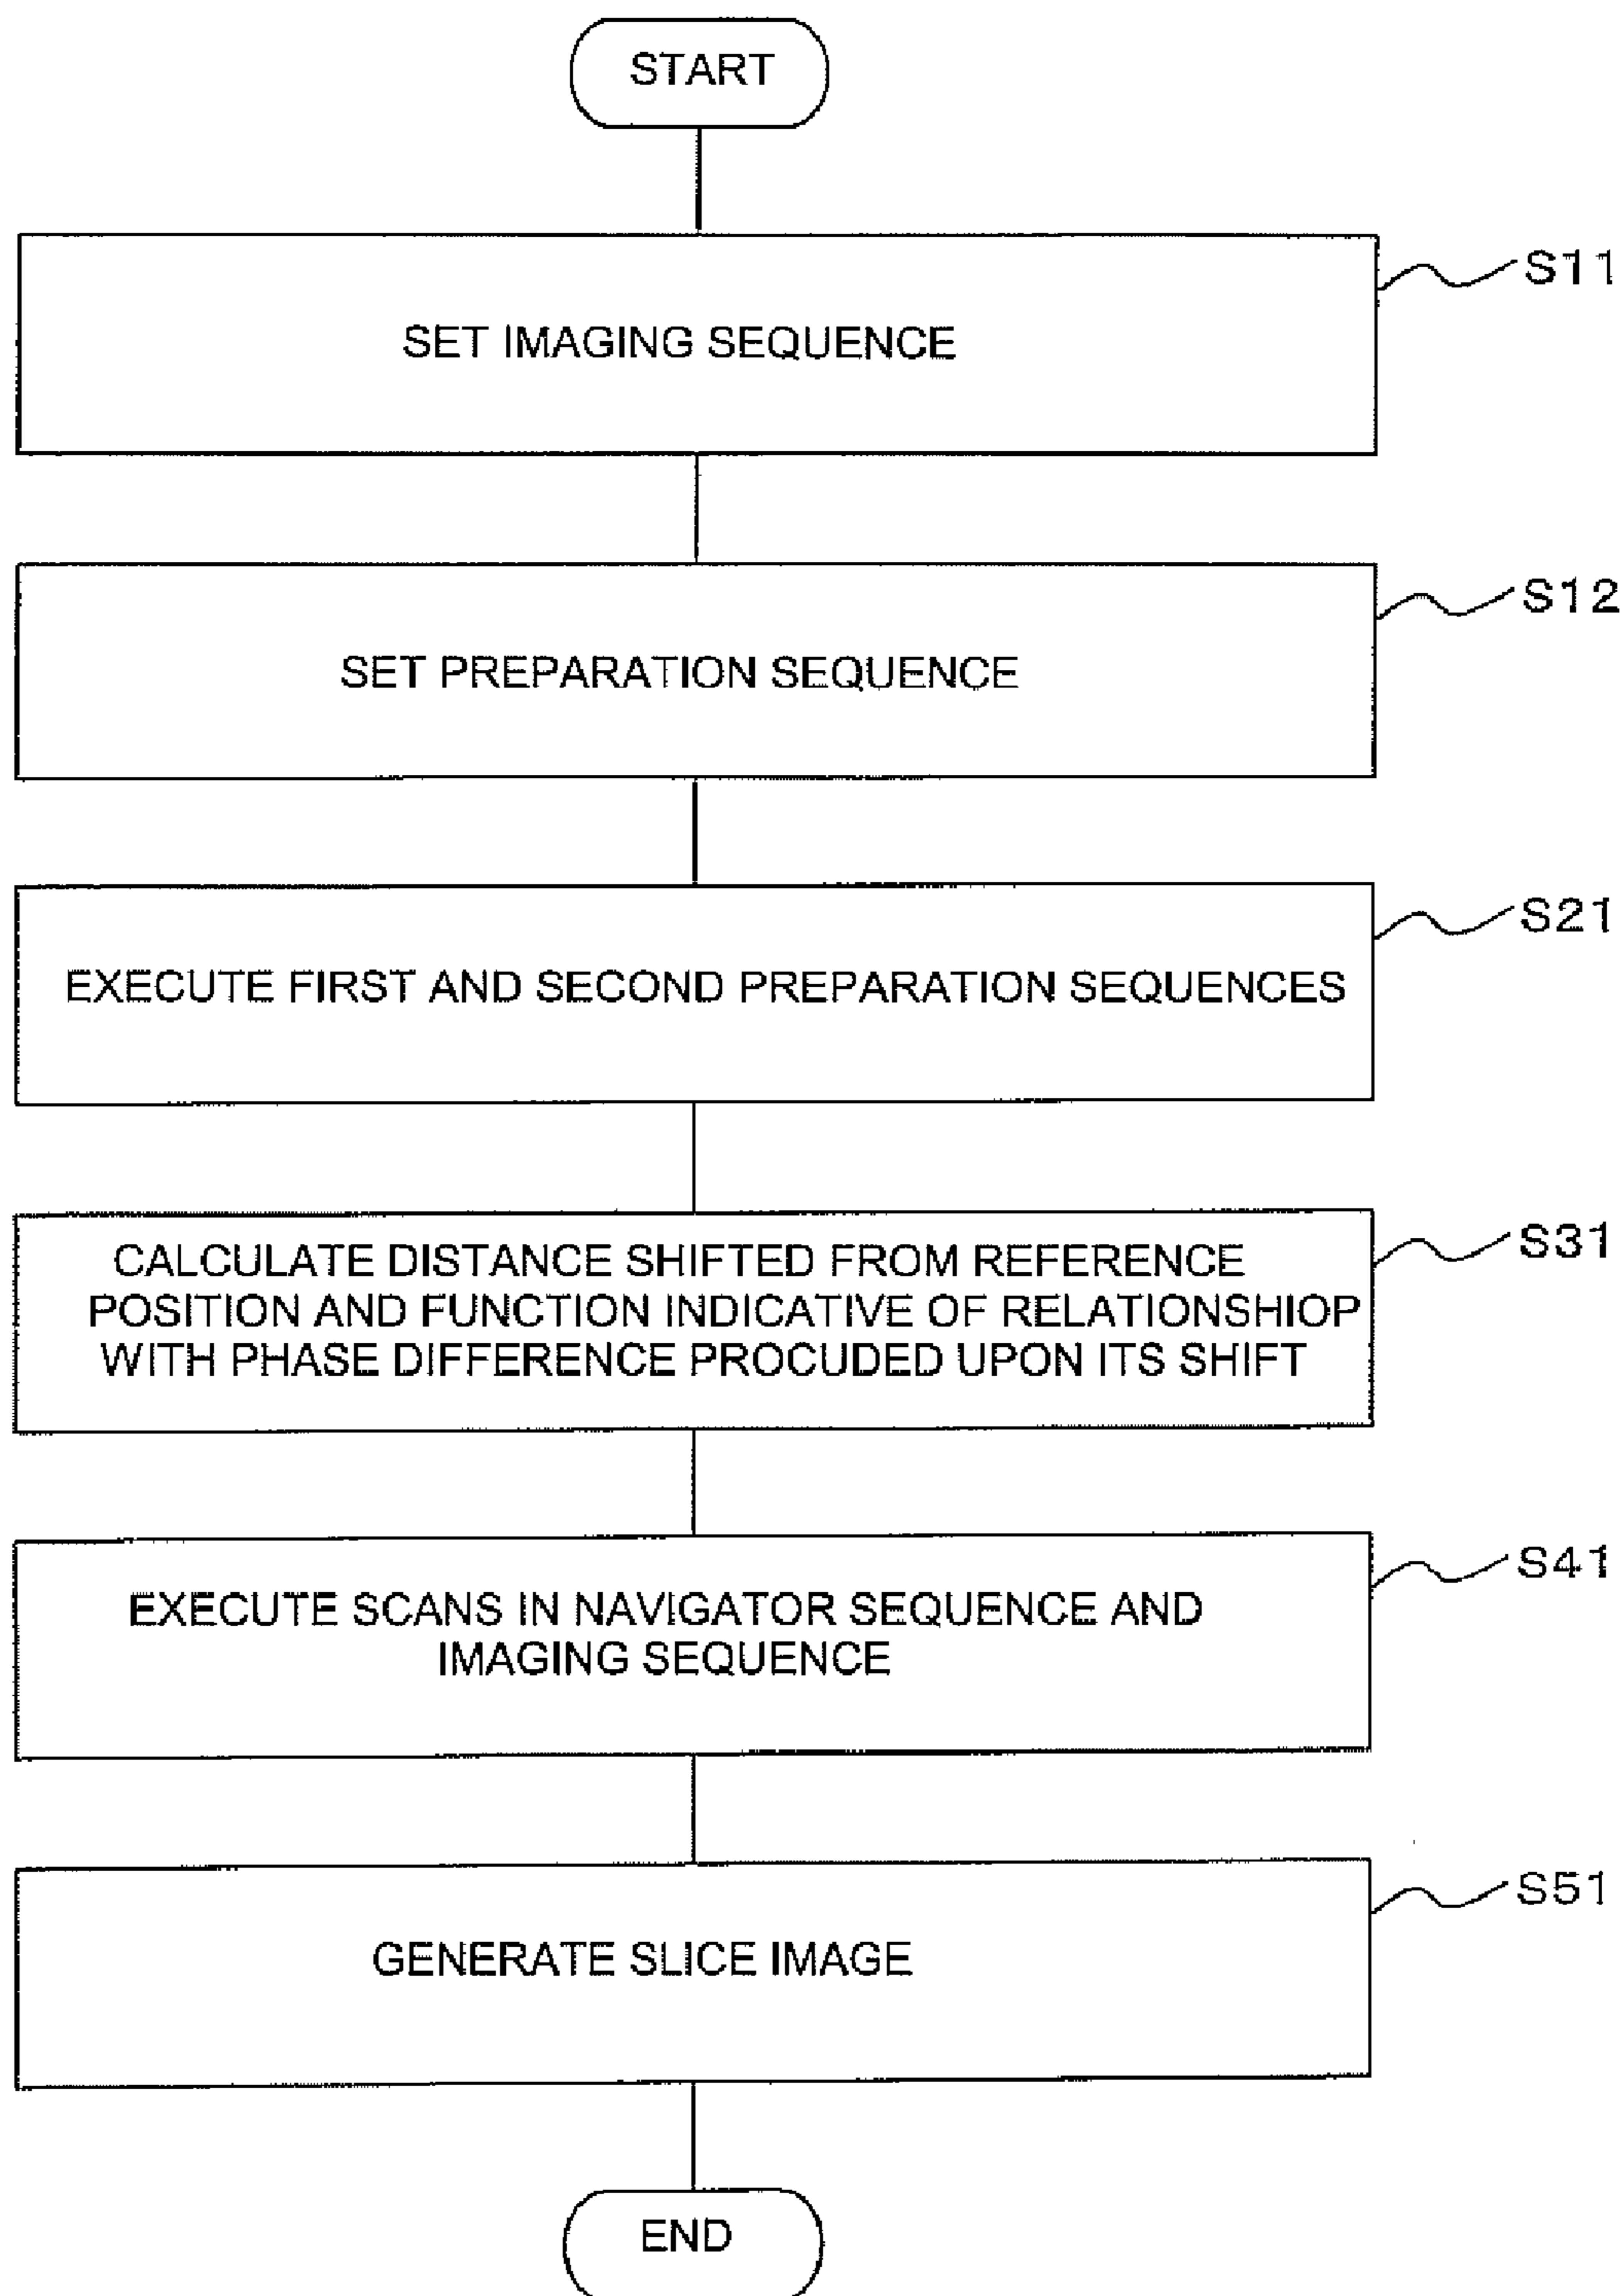 START
S11
SET IMAGING SEQUENCE
S12
SET PREPARATION SEQUENCE
S21
EXECUTE FIRST AND SECOND PREPARATION SEQUENCES
S31
CALCULATE DISTANCE SHIFTED FROM REFERENCE
POSITION AND FUNCTION INDICATIVE OF RELATIONSHIOP
WITH PHASE DIFFERENCE PROCUDED UPON ITS SHIFT
S41
EXECUTE SCANS IN NAVIGATOR SEQUENCE AND
IMAGING SEQUENCE
S51
GENERATE SLICE IMAGE
END